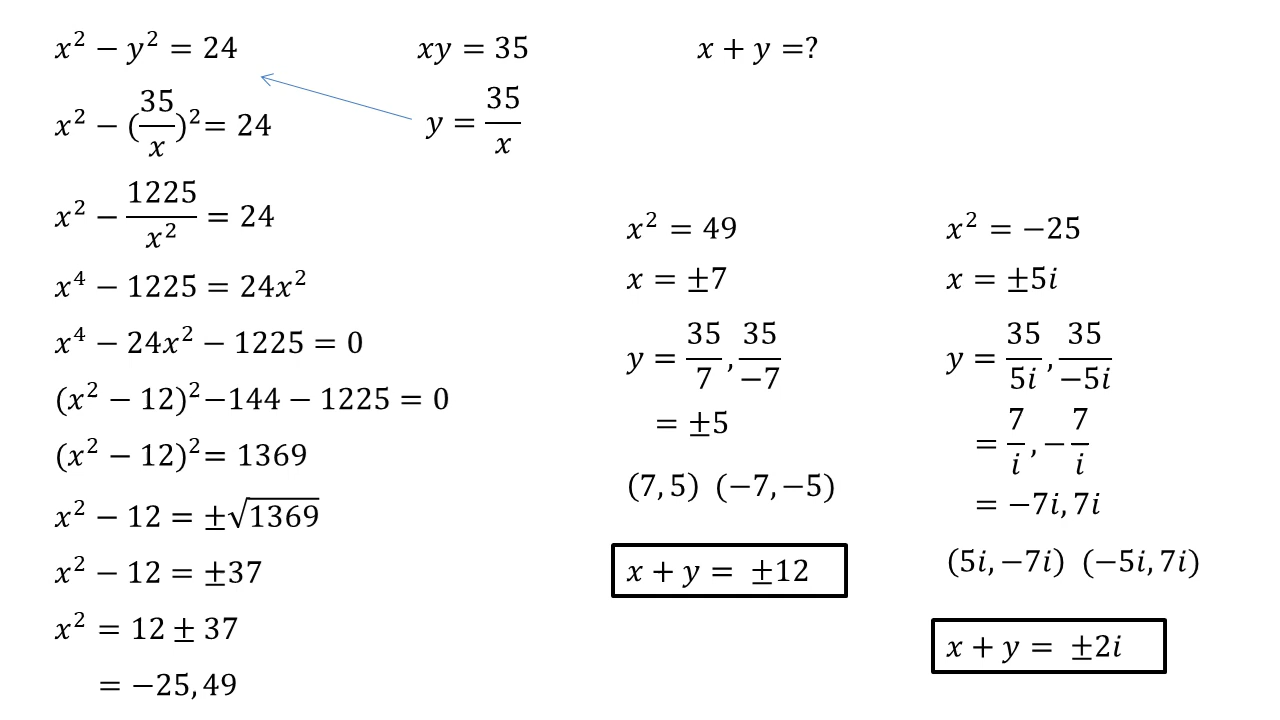 x² − y² = 24
xy = 35
x + y =?
x² − (35/x)²= 24
y = 35/x
x² − 1225/x² = 24
x⁴ − 1225 = 24x²
x⁴ − 24x² − 1225 = 0
(x² − 12)²−144 − 1225 = 0
(x² − 12)²= 1369
x² − 12 = ±√1369
x² − 12 = ±37
x² = 12 ± 37
= −25, 49
x² = 49
x = ±7
y = 35/7, 35/−7
= ±5
(7, 5) (−7, −5)
x + y = ±12
x² = −25
x = ±5i
y = 35/5i, 35/−5i
= 7/i, −7/i
= −7i, 7i
(5i, −7i) (−5i, 7i)
x + y = ±2i